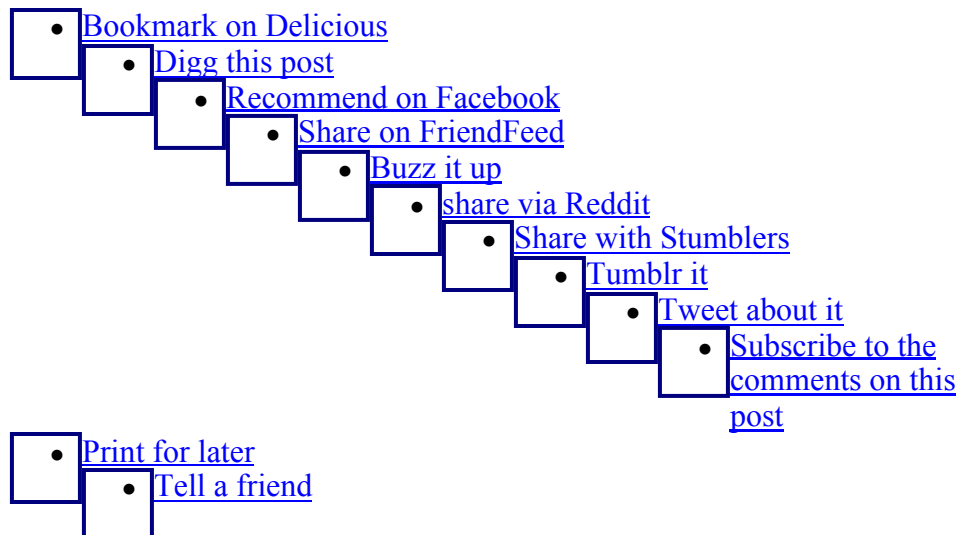 Bookmark on Delicious
Digg this post
Recommend on Facebook
Share on FriendFeed
Buzz it up
share via Reddit
Share with Stumblers
Tumblr it
Tweet about it
Subscribe to the
comments on this
post
Print for later
Tell a friend